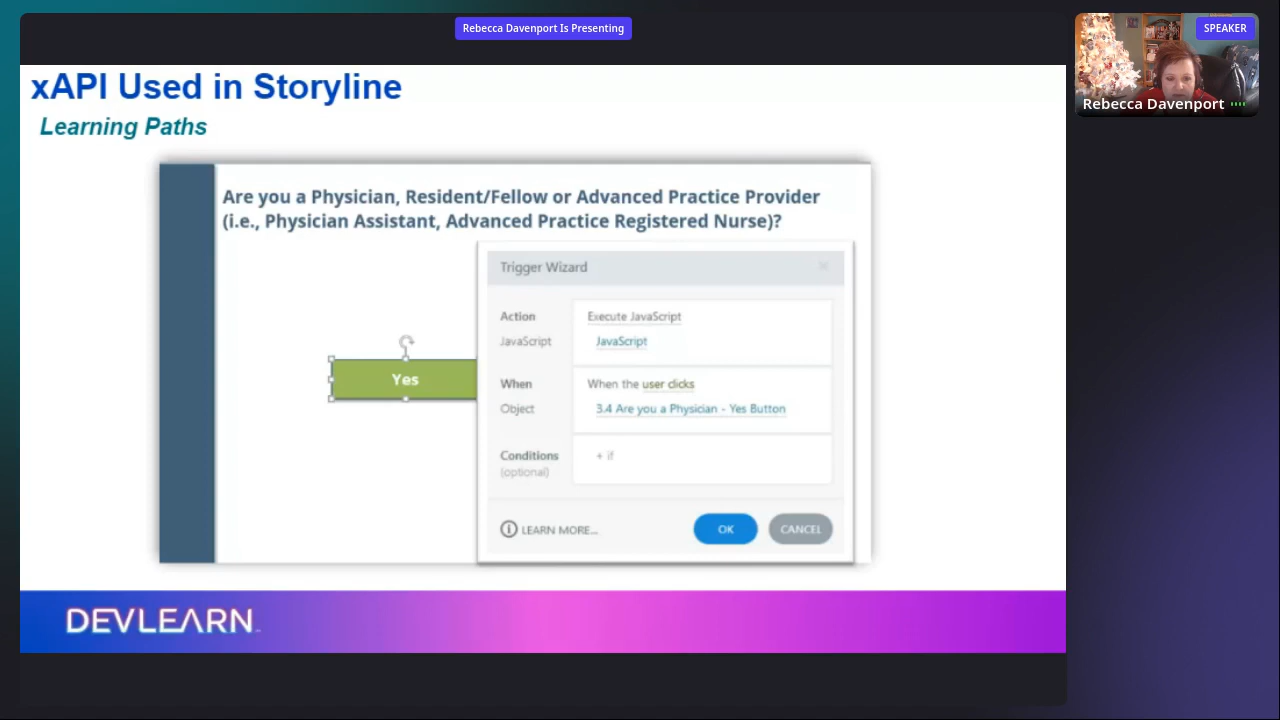 Rebecca Davenport Is Presenting
SPEAKER
Rebecca Davenport
xAPI Used in Storyline
Learning Paths
Are you a Physician, Resident/Fellow or Advanced Practice Provider
(i.e., Physician Assistant, Advanced Practice Registered Nurse)?
Yes
Trigger Wizard
Action Execute JavaScript
JavaScript JavaScript
When When the user clicks
Object 3.4 Are you a Physician - Yes Button
Conditions + if
(optional)
LEARN MORE...
OK CANCEL
DEVLEARN